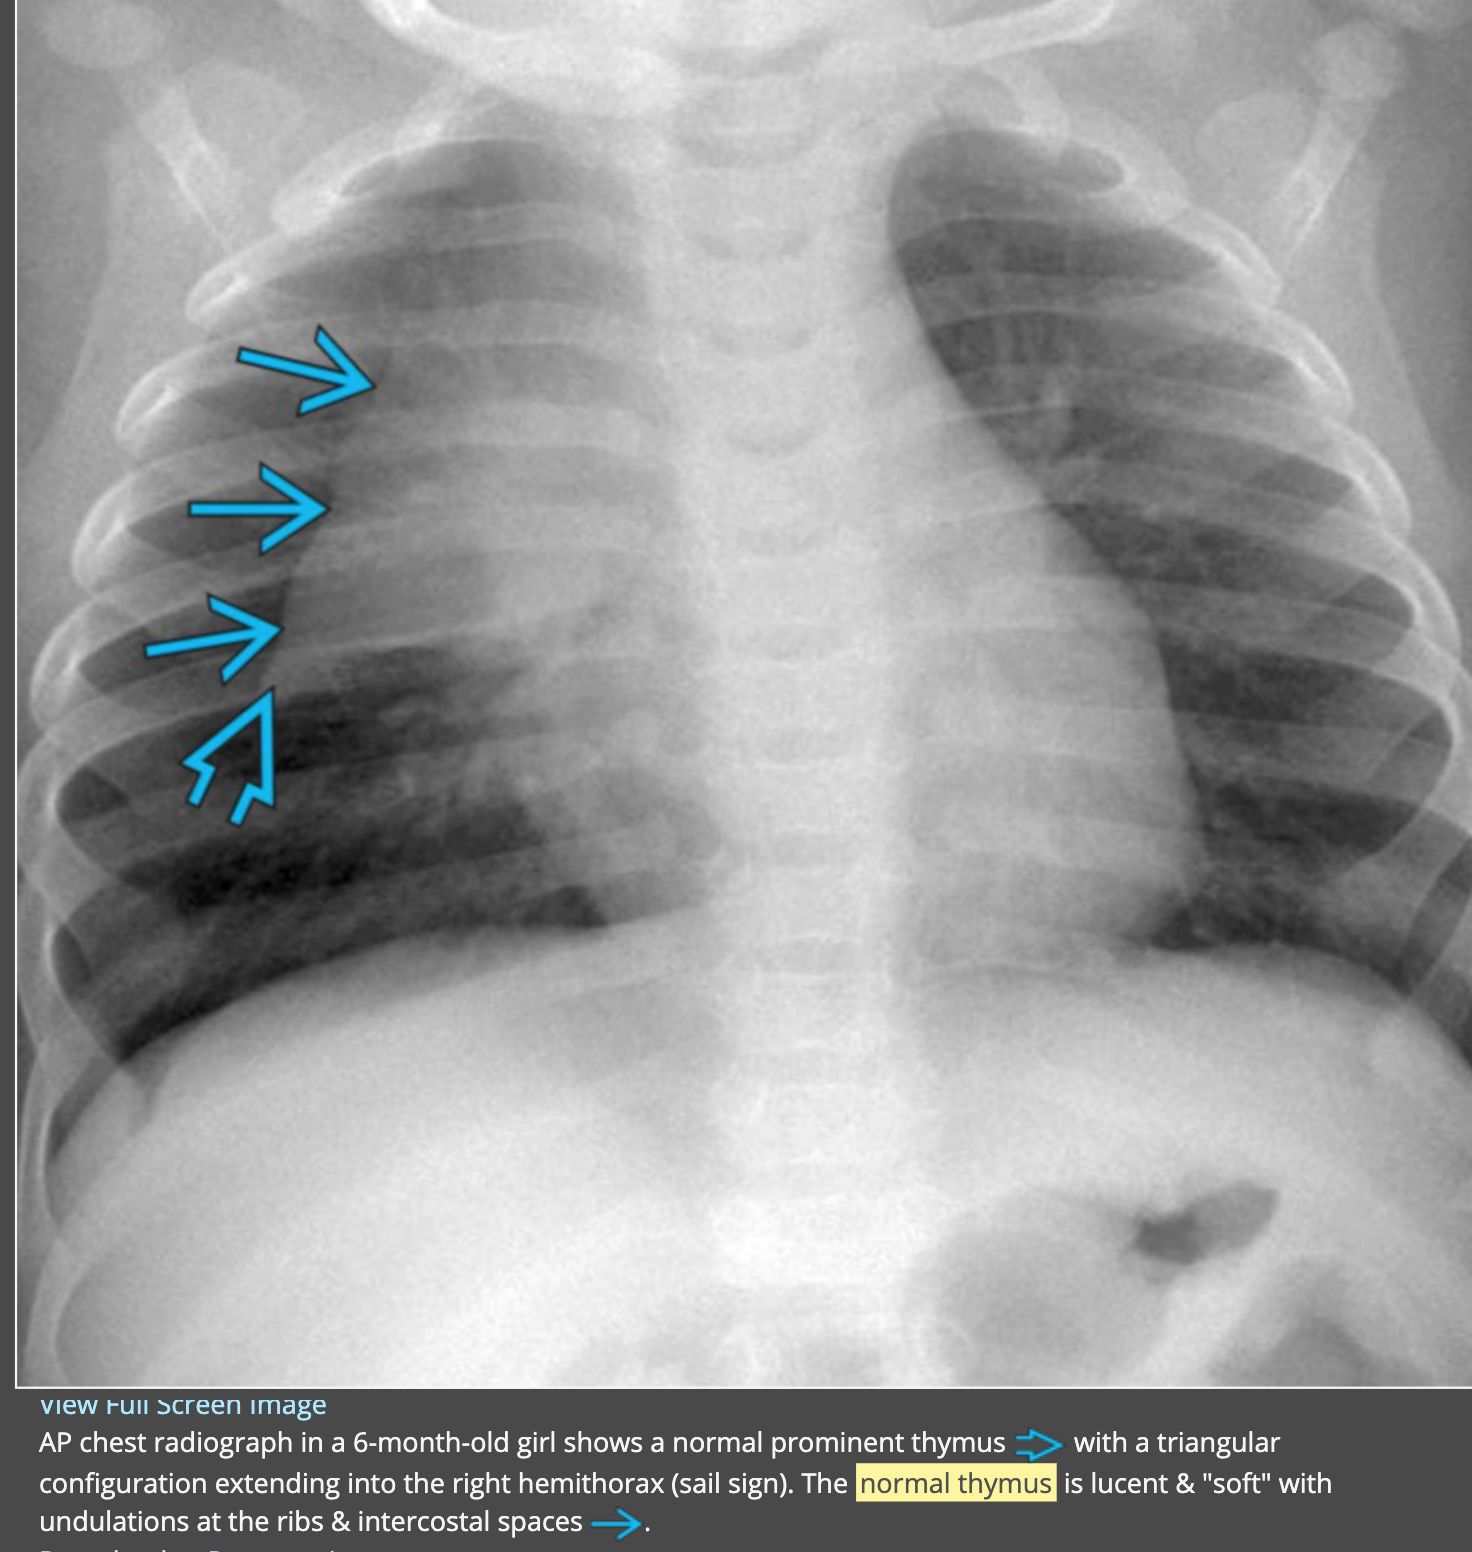 View Full Screen Image
AP chest radiograph in a 6-month-old girl shows a normal prominent thymus with a triangular
configuration extending into the right hemithorax (sail sign). The normal thymus is lucent & "soft" with
undulations at the ribs & intercostal spaces .